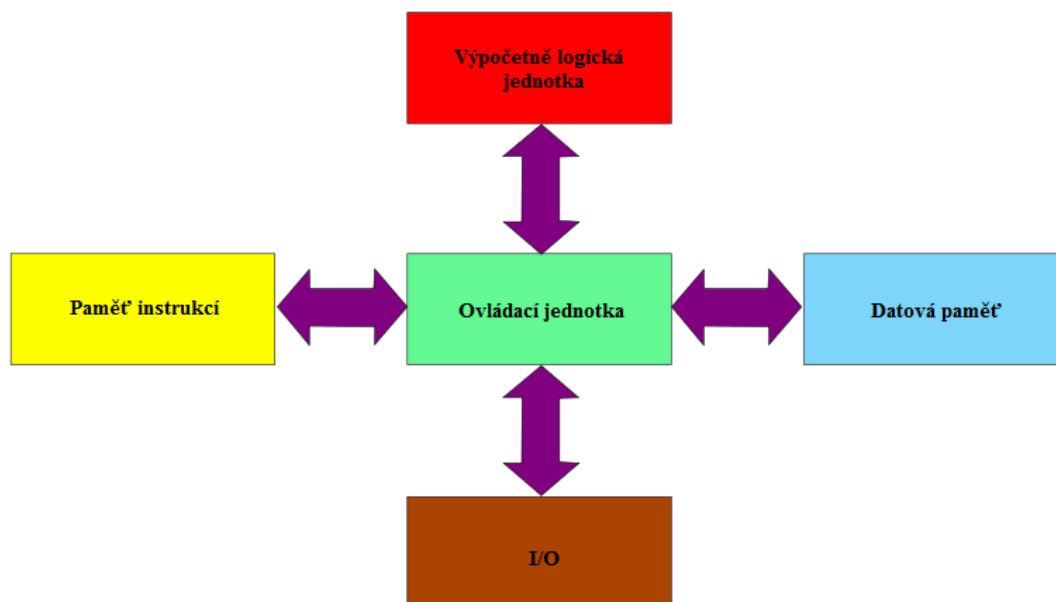 Výpočetně logická
jednotka
Paměť instrukcí
Ovládací jednotka
Datová paměť
I/O